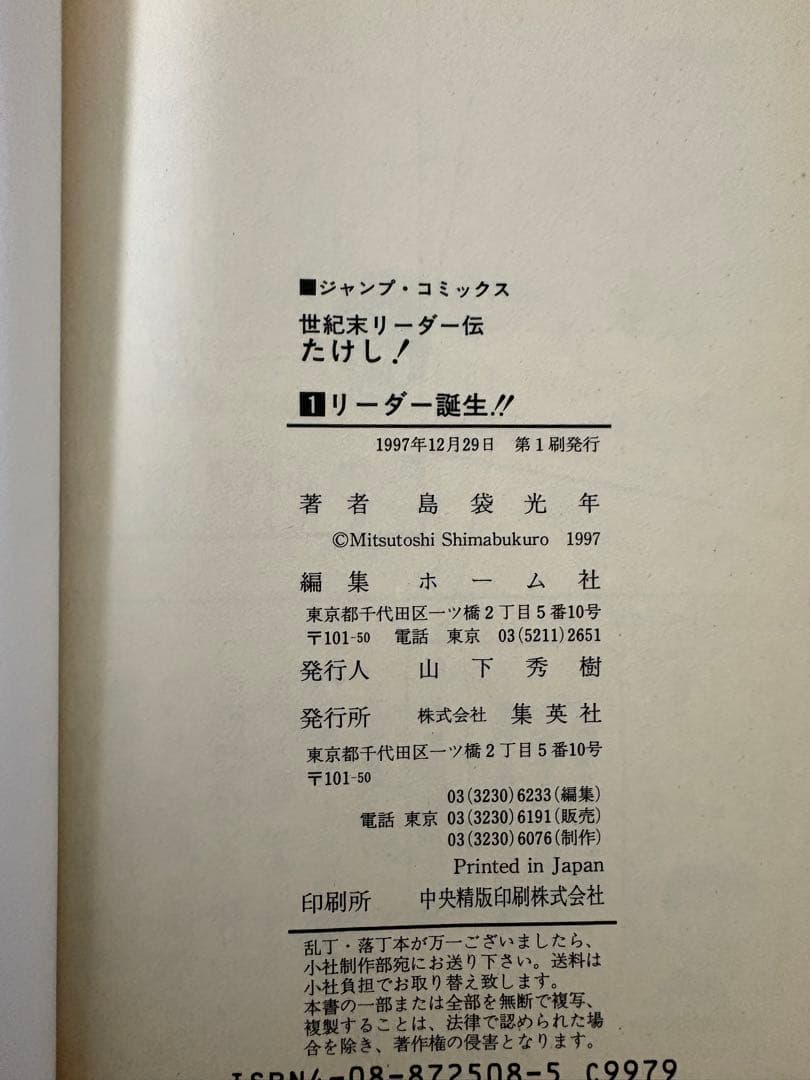 ■ジャンプ・コミックス
世紀末リーダー伝
たけし!
1リーダー誕生!!
1997年12月29日 第1刷発行
著者 島袋光年
©Mitsutoshi Shimabukuro 1997
編集 ホーム社
東京都千代田区一ツ橋2丁目5番10号
〒101-50 電話 東京 03(5211)2651
発行人 山下秀樹
発行所 株式会社 集英社
東京都千代田区一ツ橋2丁目5番10号
〒101-50
03(3230)6233(編集)
電話 東京 03(3230)6191(販売)
03(3230)6076(制作)
Printed in Japan
印刷所 中央精版印刷株式会社
乱丁・落丁本が万一ございましたら、
小社制作部宛にお送り下さい。送料は
小社負担でお取り替え致します。
本書の一部または全部を無断で複写、
複製することは、法律で認められた場
合を除き、著作権の侵害となります。
ISBN4-08-872508-5 C9979